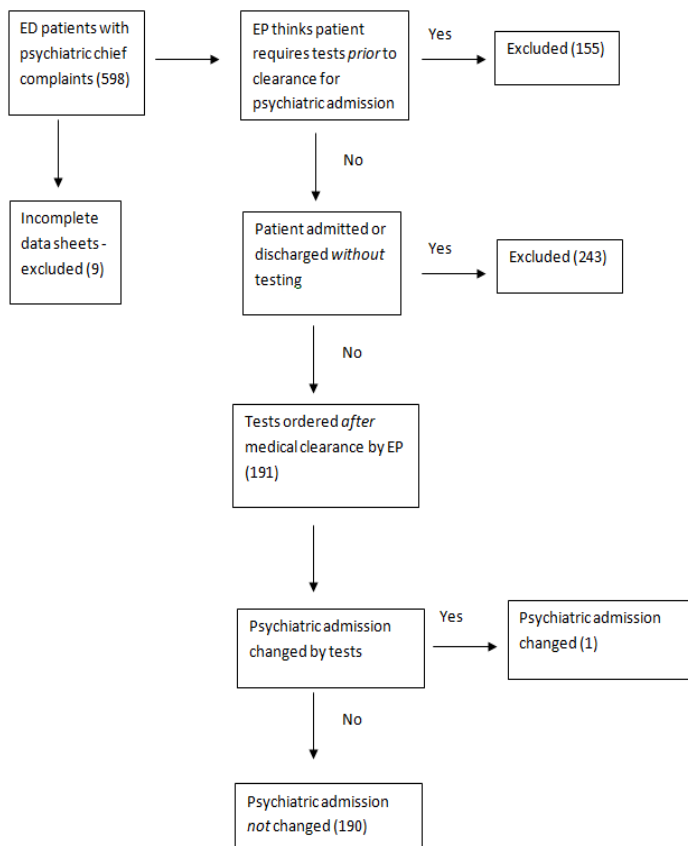 ED patients with
psychiatric chief
complaints (598)
EP thinks patient
requires tests prior to
clearance for
psychiatric admission
Yes
Excluded (155)
No
Incomplete
data sheets -
excluded (9)
Patient admitted or
discharged without
testing
Yes
Excluded (243)
No
Tests ordered after
medical clearance by EP
(191)
Psychiatric admission
changed by tests
Yes
Psychiatric admission
changed (1)
No
Psychiatric admission
not changed (190)